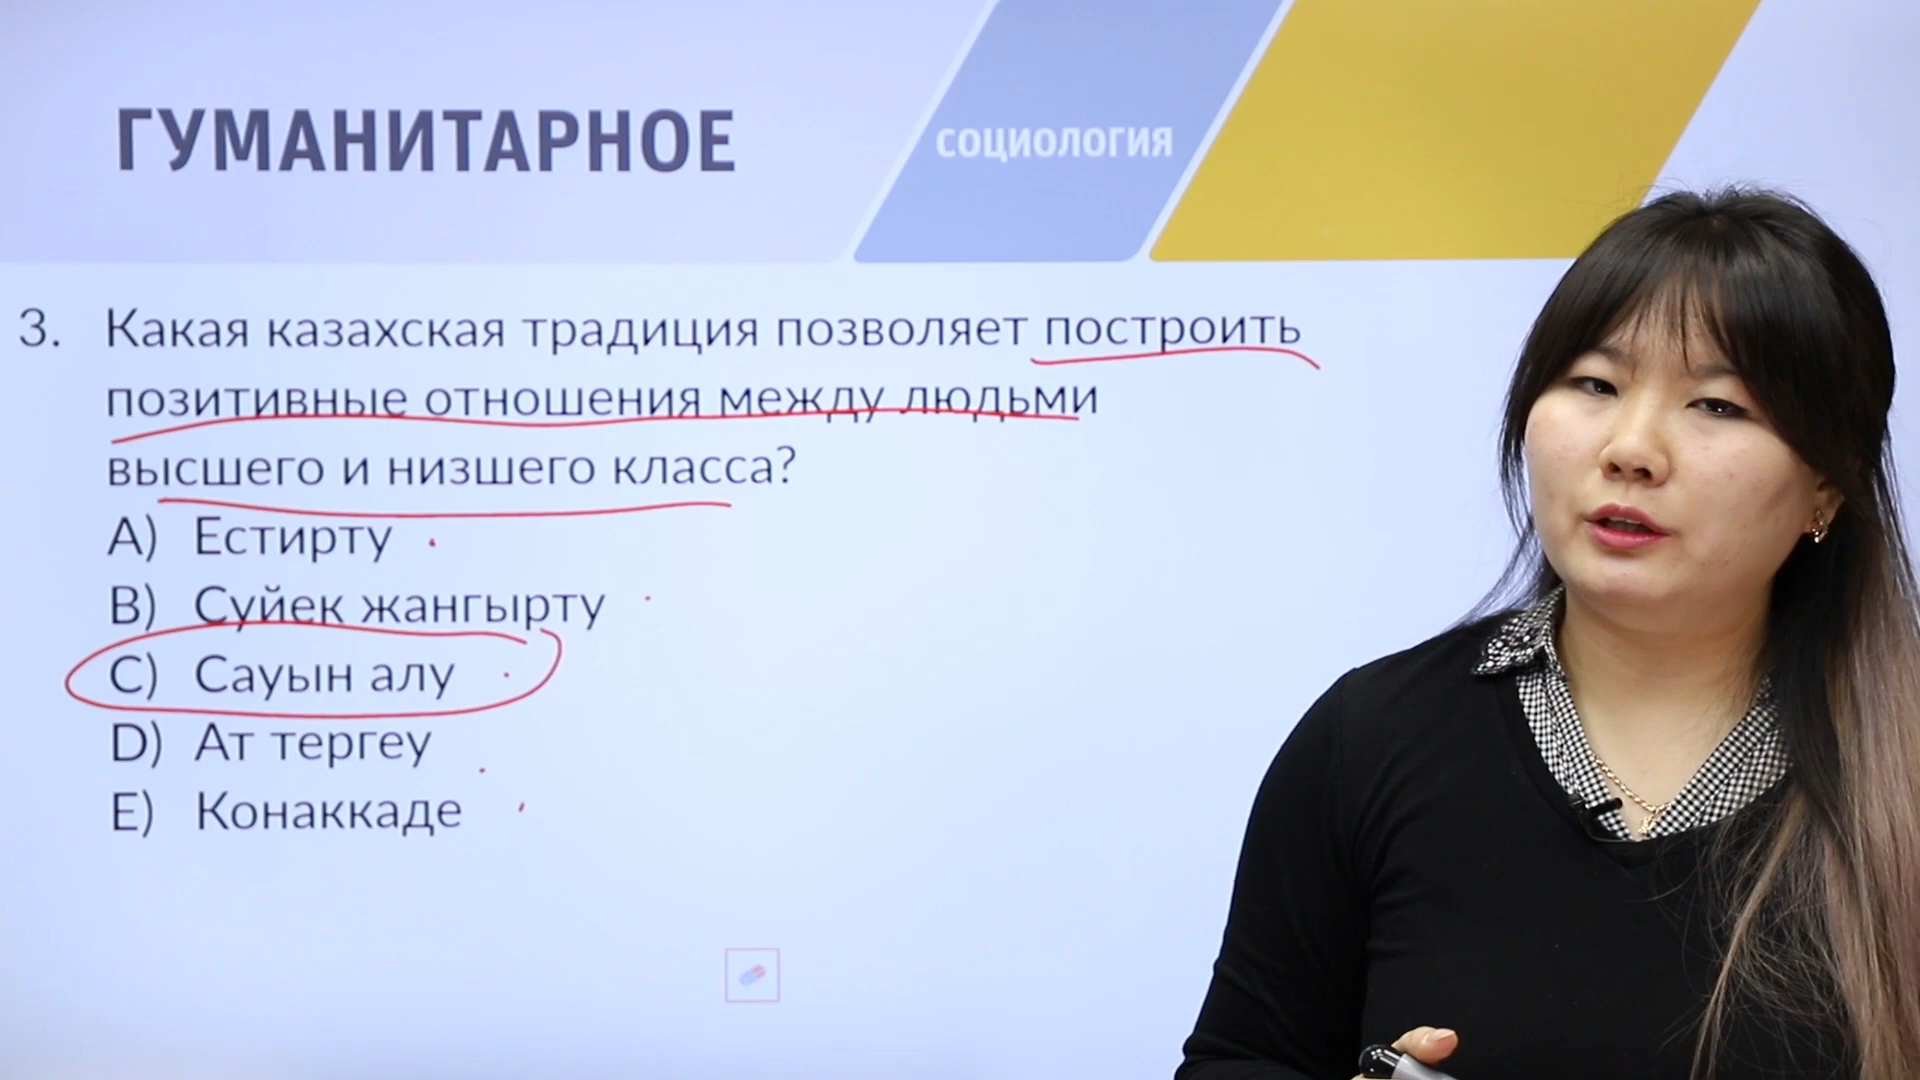 ГУМАНИТАРНОЕ
СОЦИОЛОГИЯ
3. Какая казахская традиция позволяет построить
позитивные отношения между людьми
высшего и низшего класса?
A) Естирту
B) Суйек жангырту
C) Сауын алу
D) Ат тергеу
E) Конаккаде